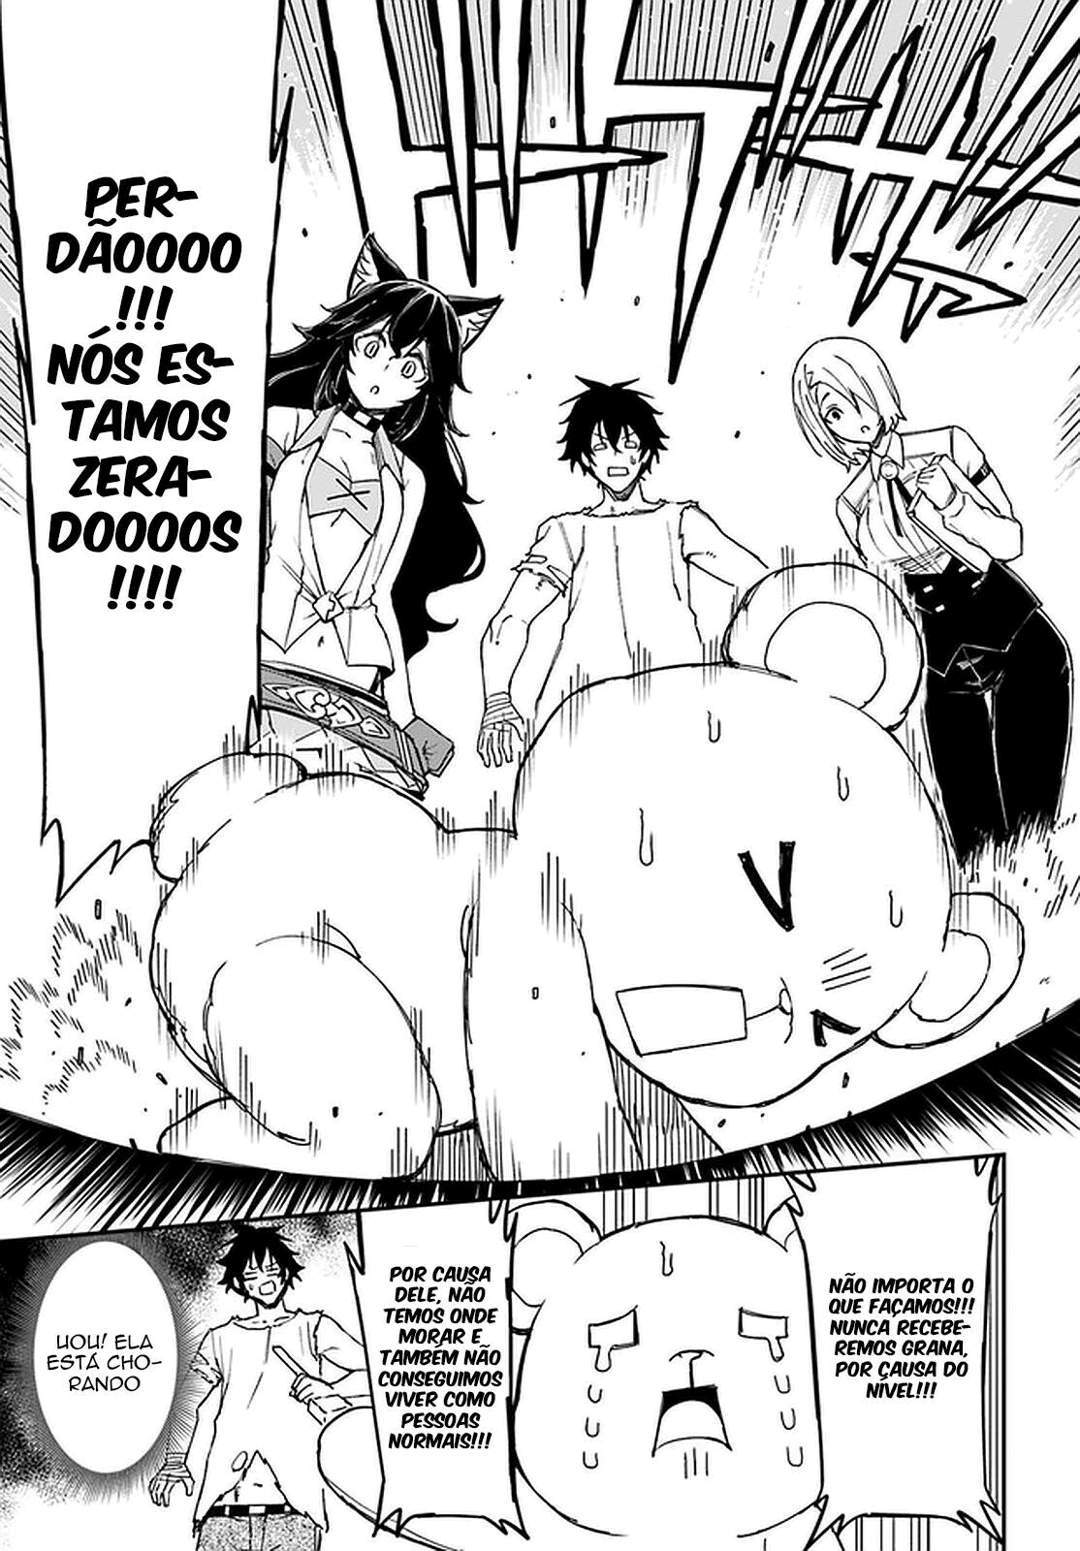 PER-
DÃOOOO
!!!
NÓS ES-
TAMOS
ZERA-
DOOOOS
!!!!
NÃO IMPORTA O
QUE FAÇAMOS!!!
NUNCA RECEBE-
REMOS GRANA,
POR CAUSA DO
NÍVEL!!!
POR CAUSA
DELE, NÃO
TEMOS ONDE
MORAR E
TAMBÉM NÃO
CONSEGUIMOS
VIVER COMO
PESSOAS
NORMAIS!!!
UOU! ELA
ESTÁ CHO-
RANDO